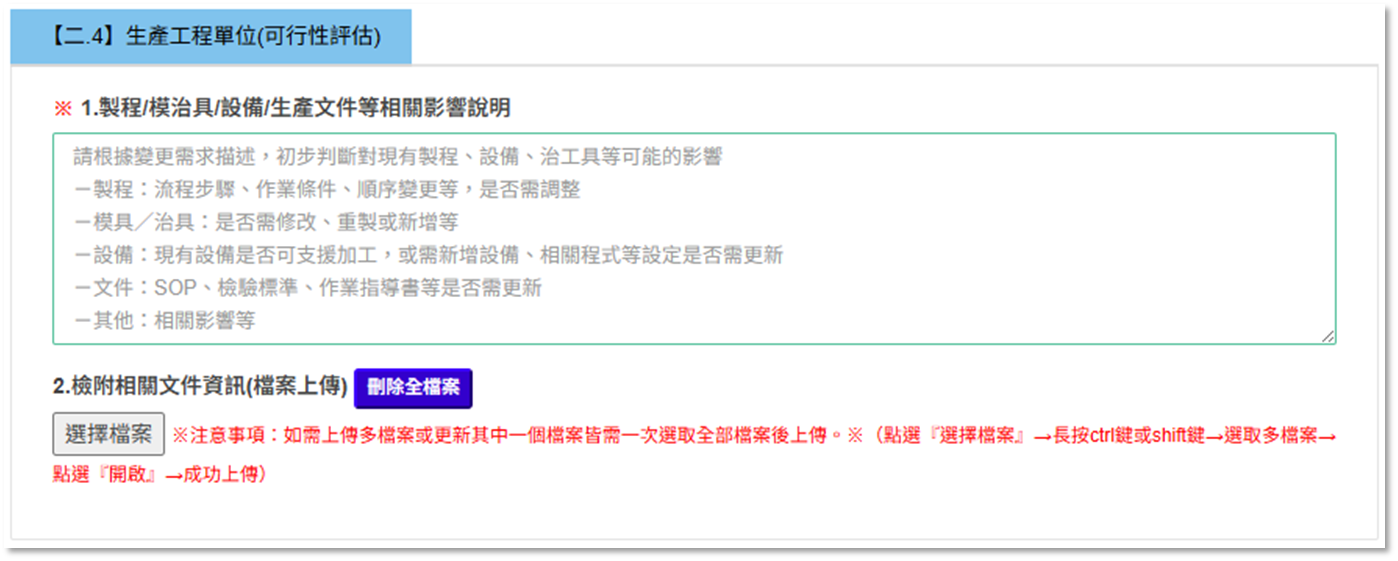 【二.4】生產工程單位(可行性評估)
※ 1.製程/模治具/設備/生產文件等相關影響說明
請根據變更需求描述，初步判斷對現有製程、設備、治工具等可能的影響
－製程：流程步驟、作業條件、順序變更等，是否需調整
－模具／治具：是否需修改、重製或新增等
－設備：現有設備是否可支援加工，或需新增設備、相關程式等設定是否需更新
－文件：SOP、檢驗標準、作業指導書等是否需更新
－其他：相關影響等
2.檢附相關文件資訊(檔案上傳) 刪除全檔案
選擇檔案 ※注意事項：如需上傳多檔案或更新其中一個檔案皆需一次選取全部檔案後上傳。※（點選『選擇檔案』→長按ctrl鍵或shift鍵→選取多檔案→
點選『開啟』→成功上傳）